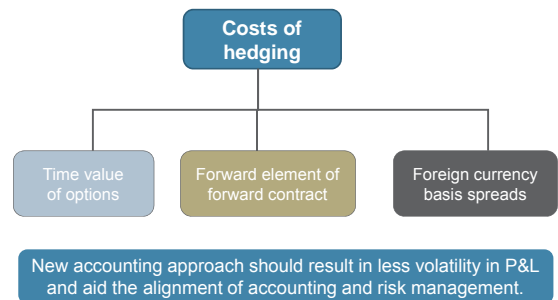 Costs of
hedging
Time value
of options
Forward element of
forward contract
Foreign currency
basis spreads
New accounting approach should result in less volatility in P&L
and aid the alignment of accounting and risk management.